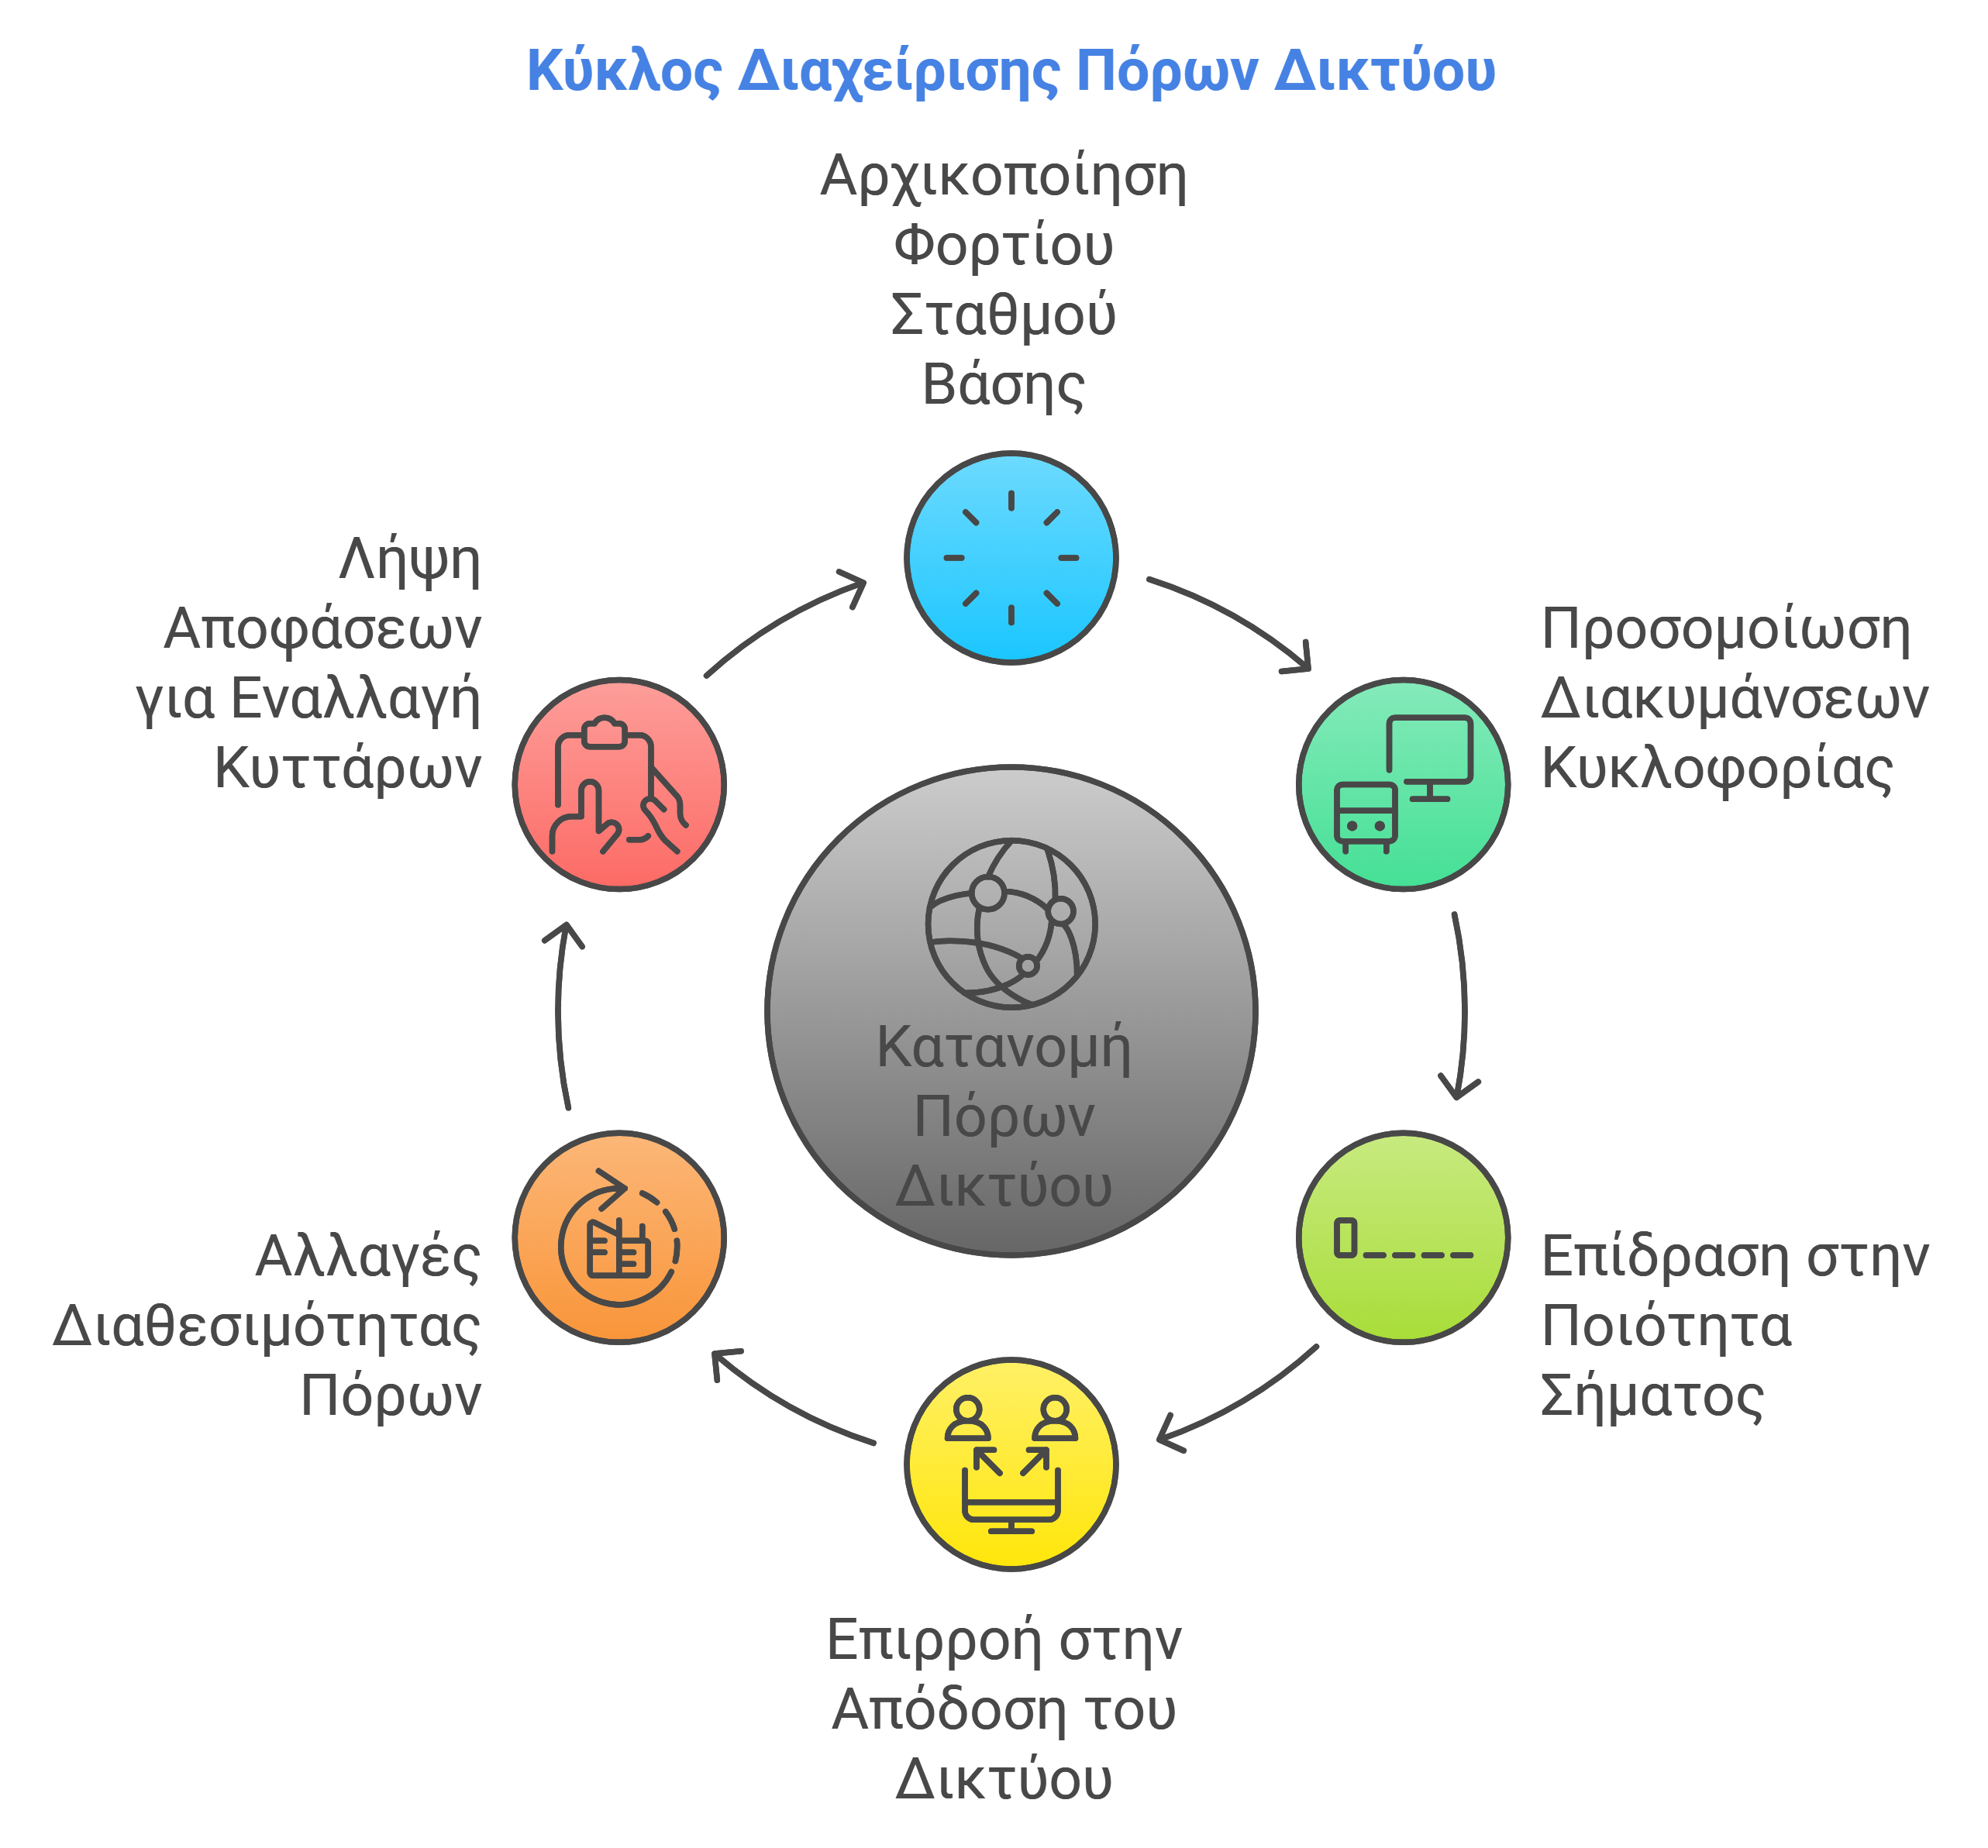 Κύκλος Διαχείρισης Πόρων Δικτύου
Αρχικοποίηση
Φορτίου
Σταθμού
Βάσης
Προσομοίωση
Διακυμάνσεων
Κυκλοφορίας
Επίδραση στην
Ποιότητα
Σήματος
Επιρροή στην
Απόδοση του
Δικτύου
Αλλαγές
Διαθεσιμότητας
Πόρων
Λήψη
Αποφάσεων
για Εναλλαγή
Κυττάρων
Κατανομή
Πόρων
Δικτύου